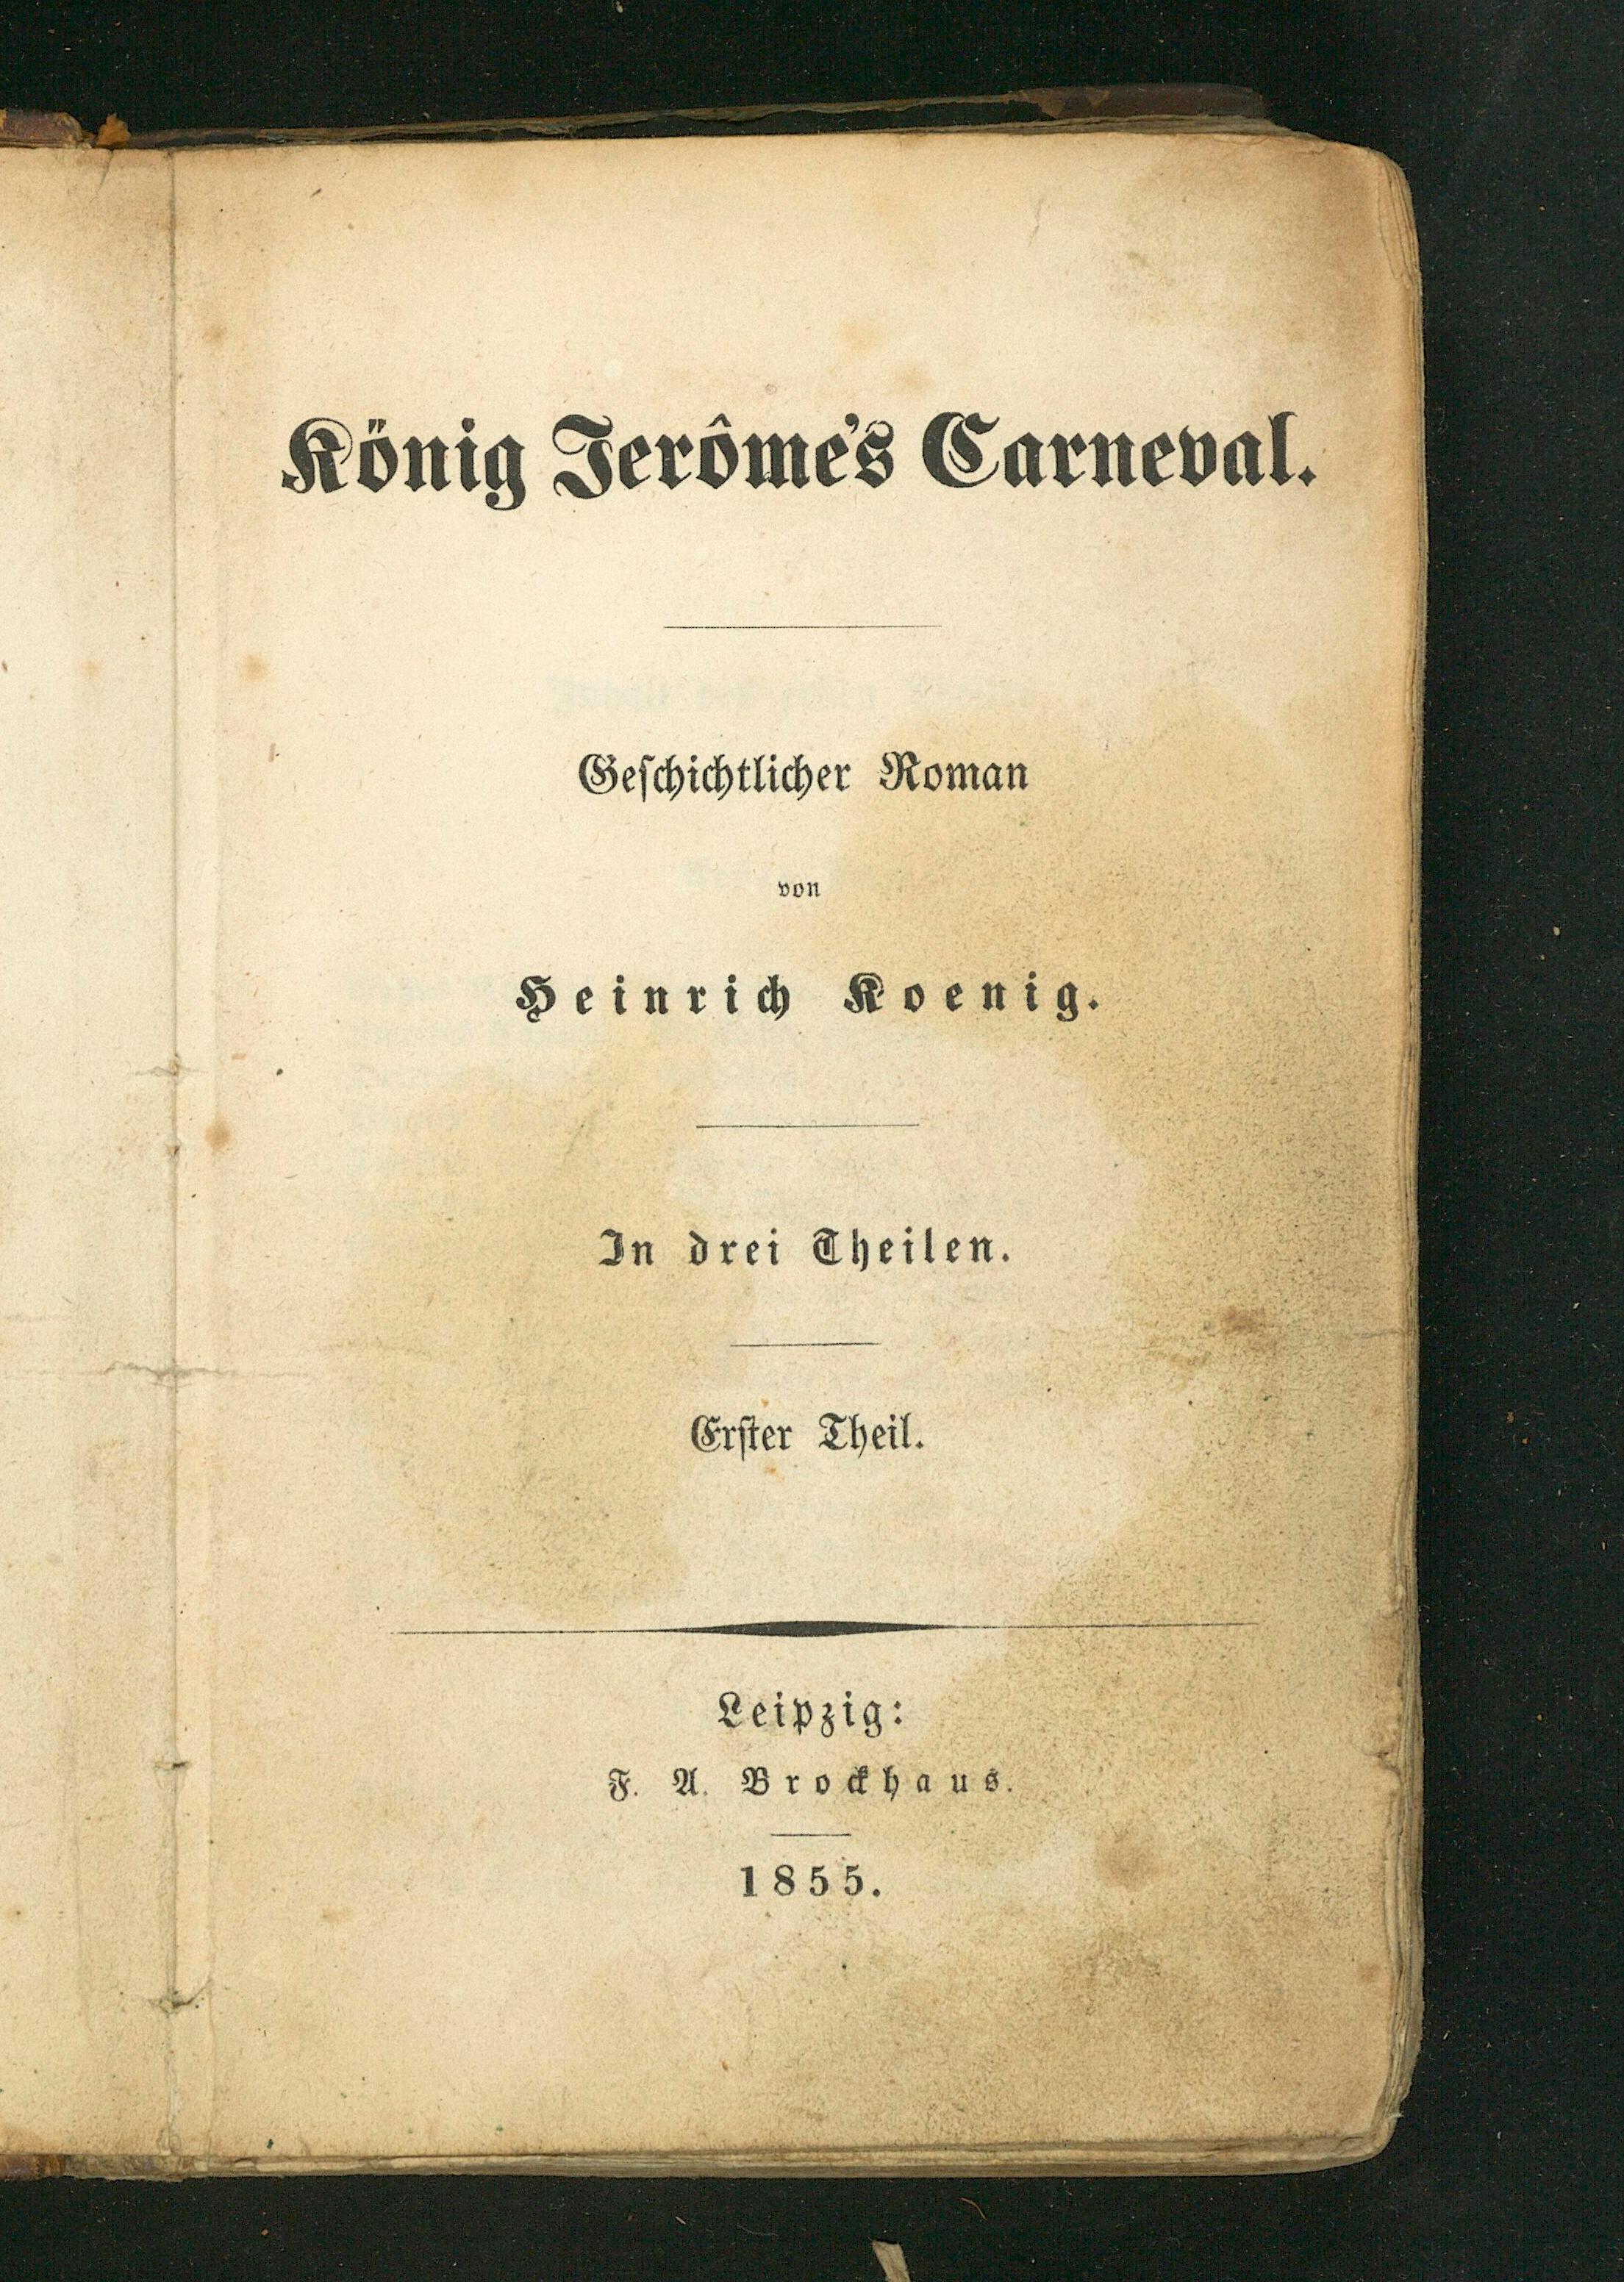 König Jerôme's Carneval.
Geſchichtlicher Roman
von
Heinrich Koenig.
In drei Theilen.
Erſter Theil.
Leipzig:
F. A. Brockhaus.
1855.